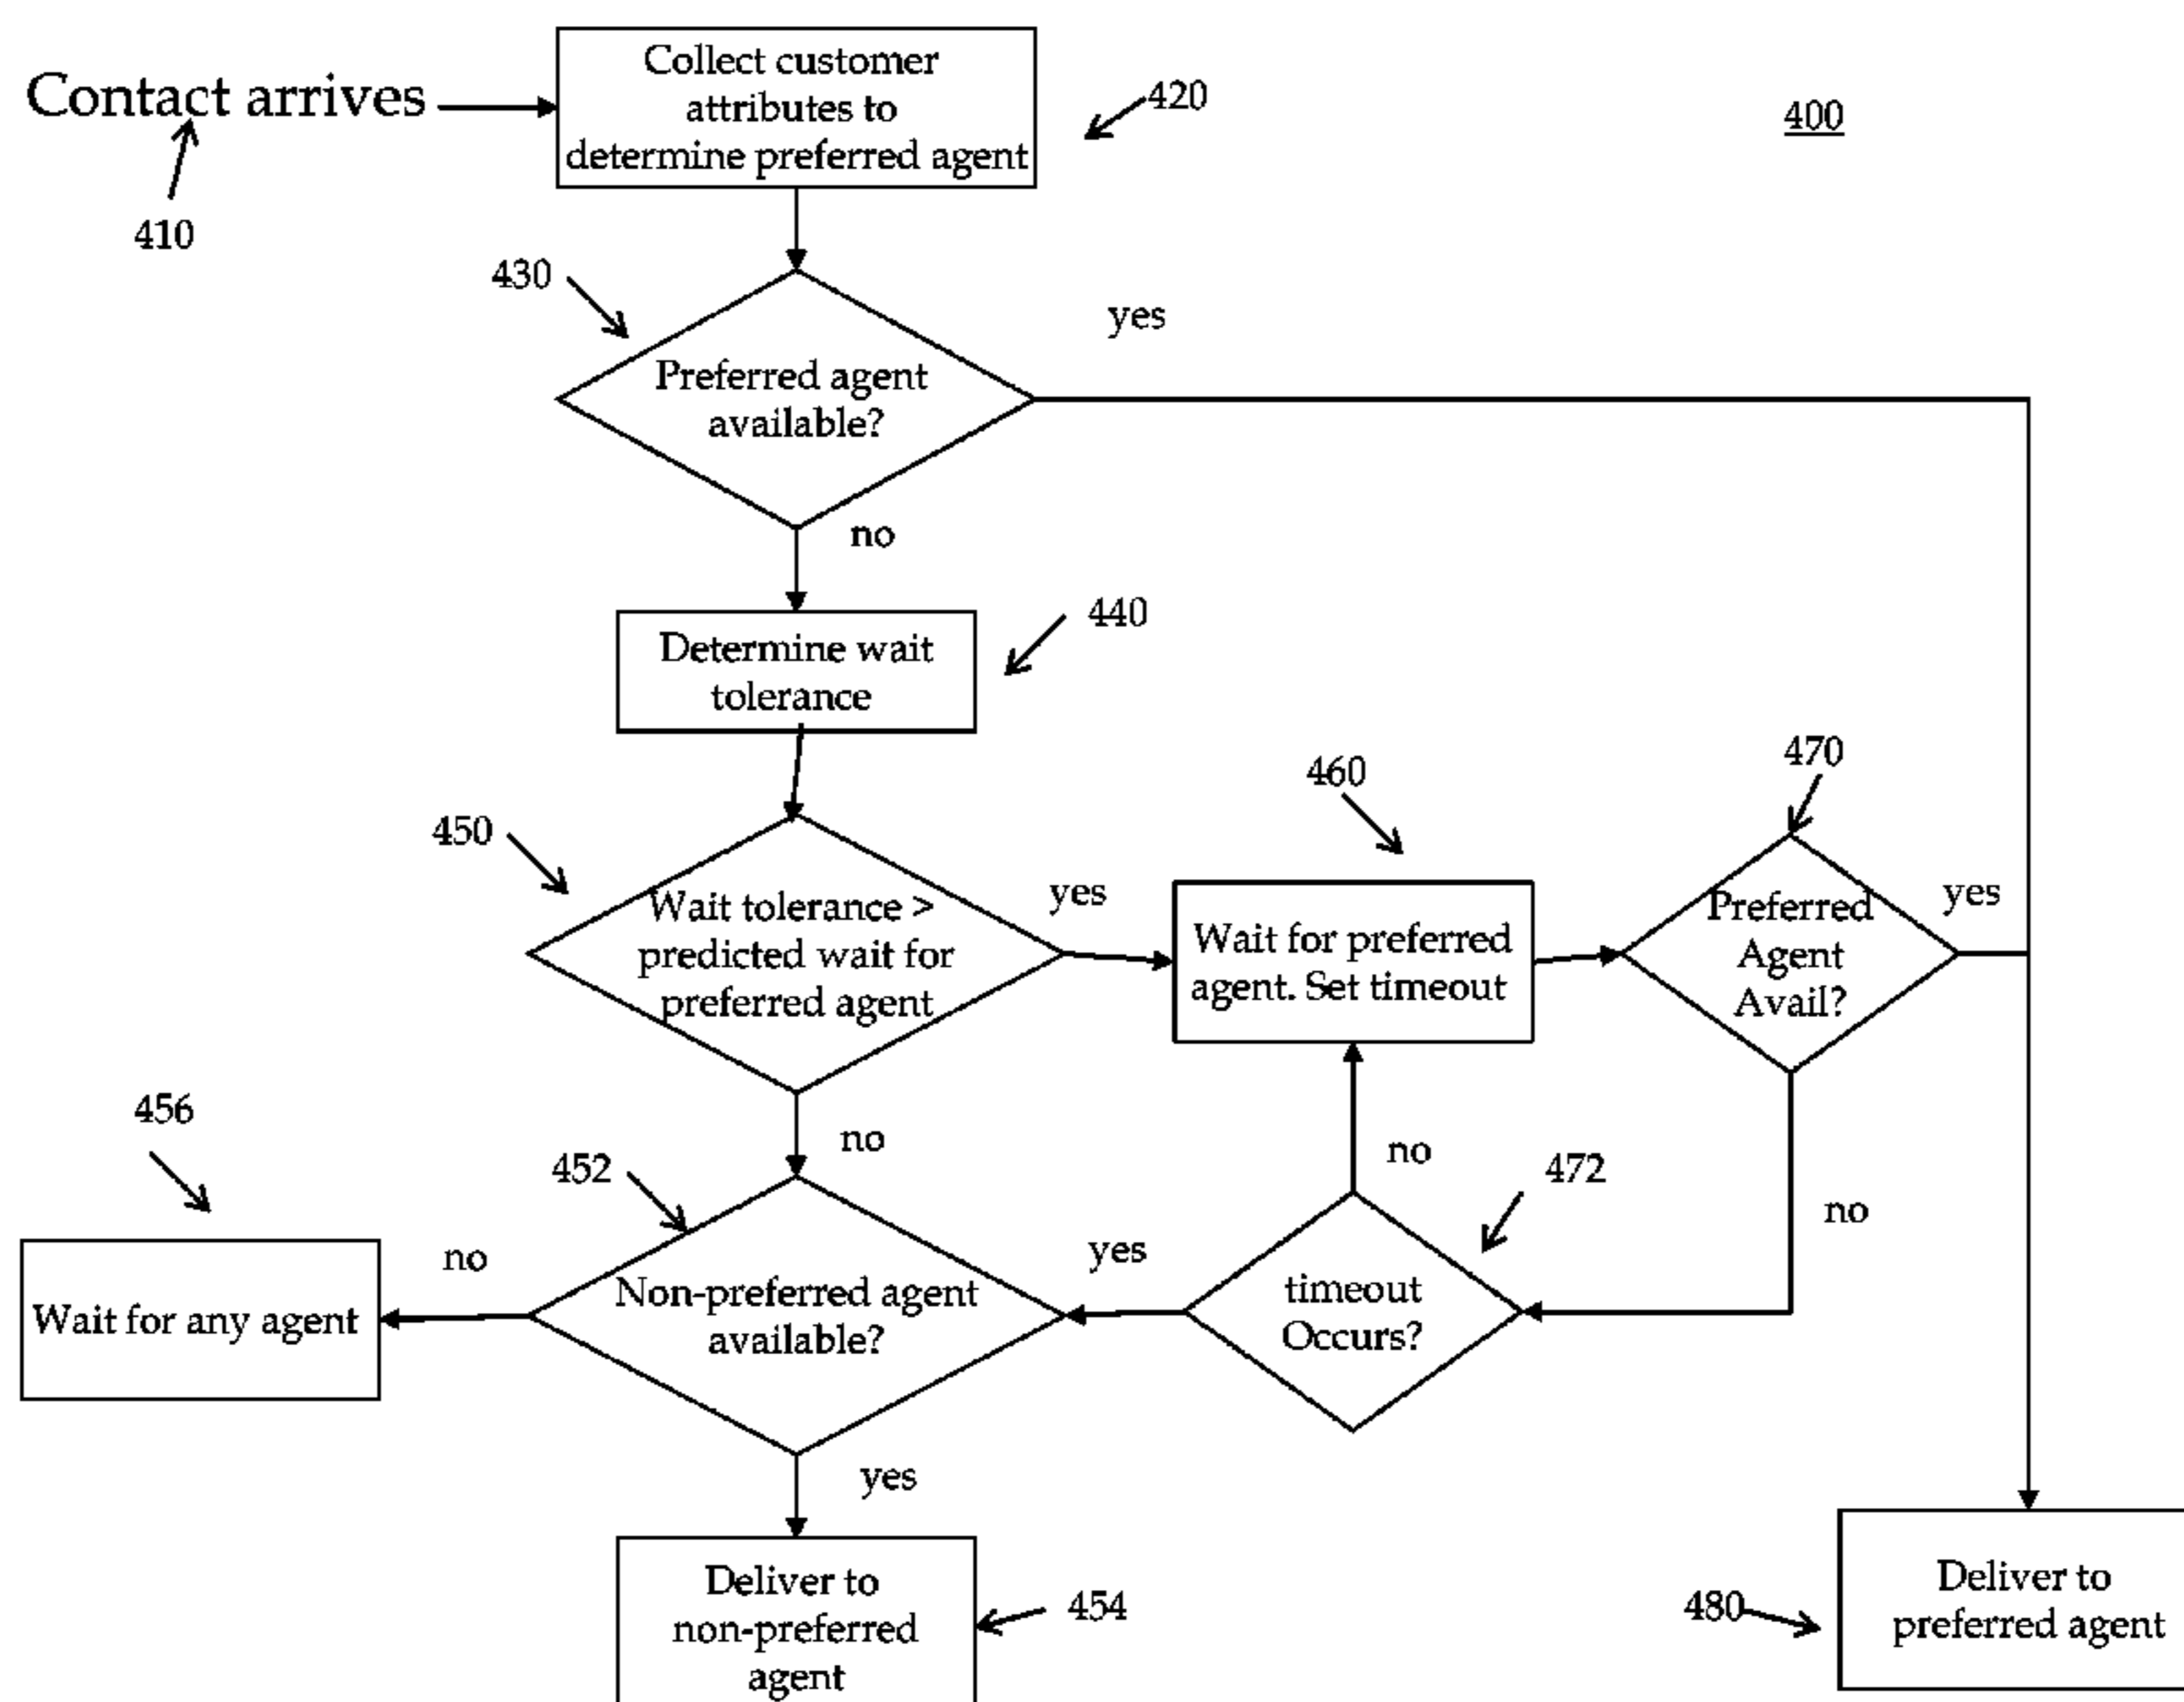 Collect customer
attributes to
determine preferred agent
Contact arrives
420
400
410
430
yes
Preferred agent
available?
no
440
Determine wait
tolerance
470
460
450
Wait tolerance >
predicted wait for
preferred agent
yes
Wait for preferred
agent. Set timeout
Preferred
Agent
Avail?
yes
456
no
452
no
472
no
no
Wait for any agent
Non-preferred agent
available?
yes
timeout
Occurs?
yes
Deliver to
non-preferred
agent
454
480
Deliver to
preferred agent